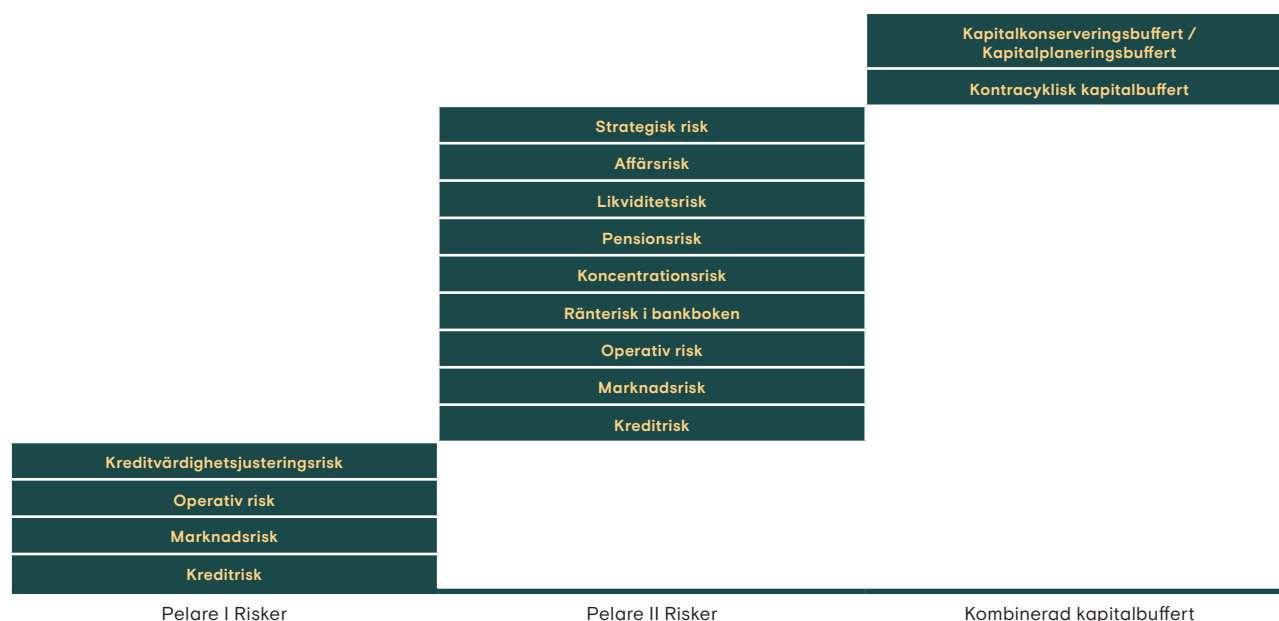 Kapitalkonserveringsbuffert /
Kapitalplaneringsbuffert
Kontracyklisk kapitalbuffert
Strategisk risk
Affärsrisk
Likviditetsrisk
Pensionsrisk
Koncentrationsrisk
Ränterisk i bankboken
Operativ risk
Marknadsrisk
Kreditrisk
Kreditvärdighetsjusteringsrisk
Operativ risk
Marknadsrisk
Kreditrisk
Pelare I Risker
Pelare II Risker
Kombinerad kapitalbuffert